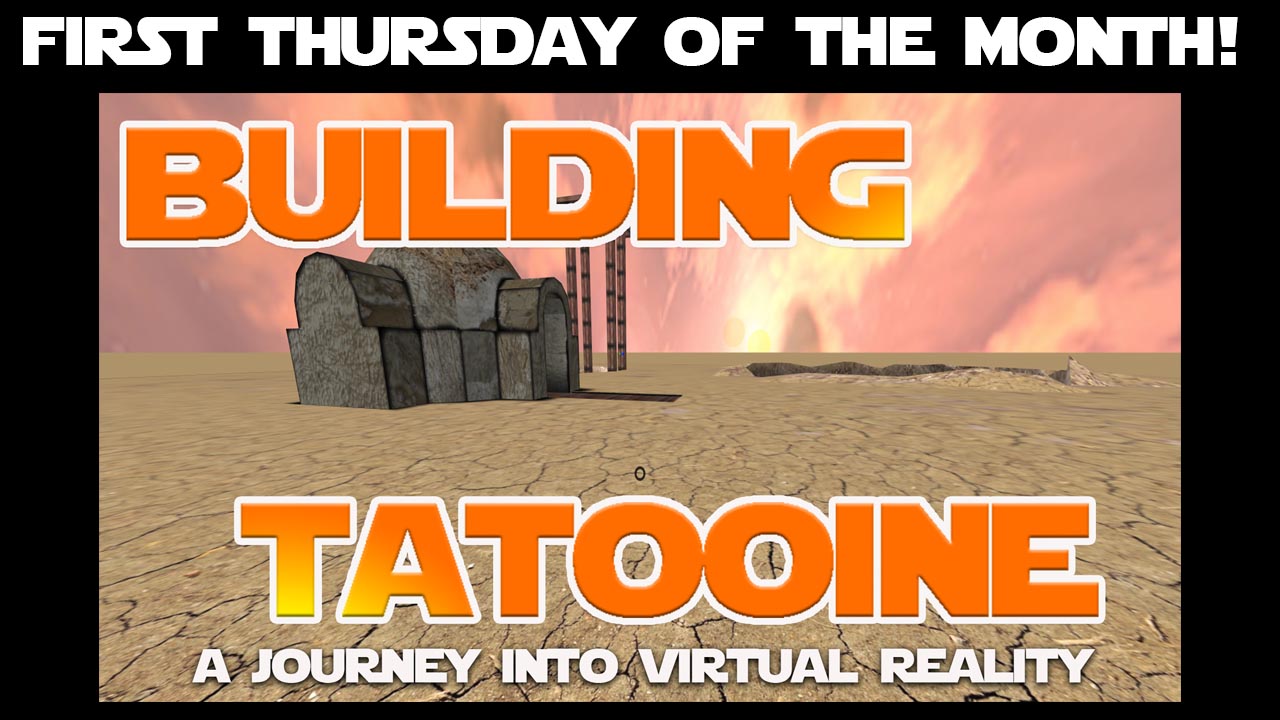 FIRST THURSDAY OF THE MONTH!
BUILDING
TATOOINE
A JOURNEY INTO VIRTUAL REALITY